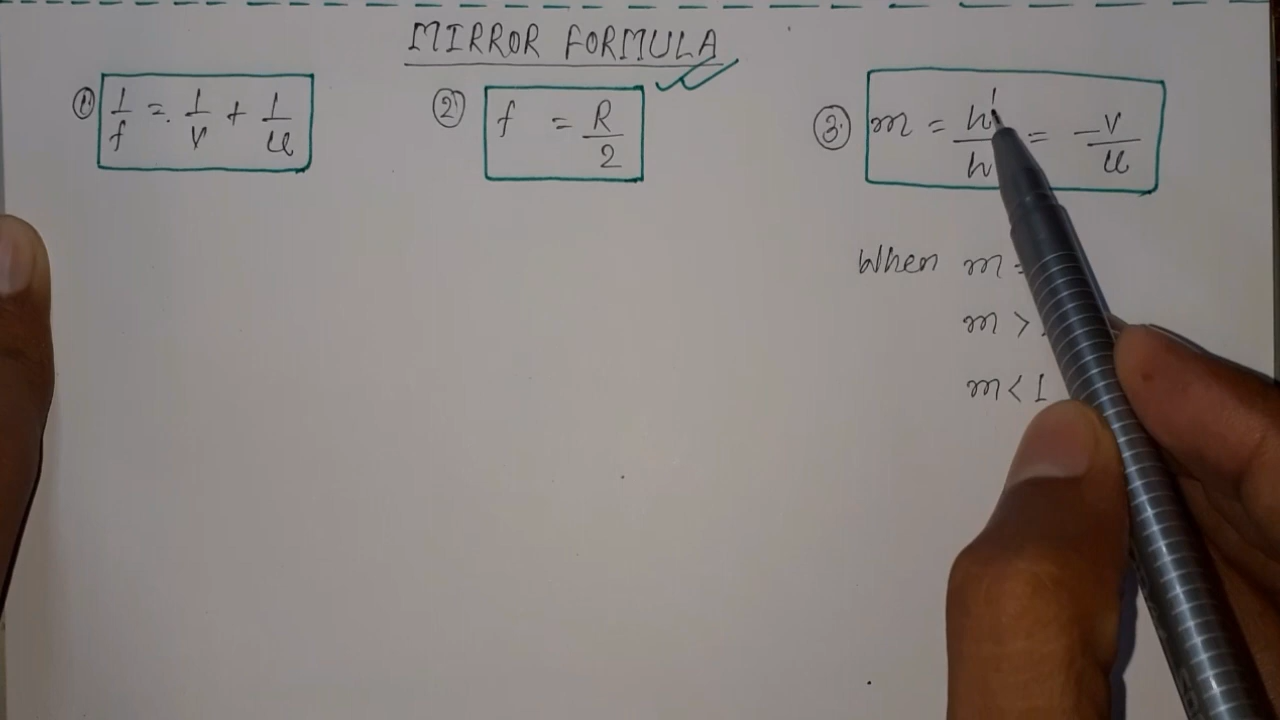 MIRROR FORMULA
① 1/f = 1/v + 1/u
② f = R/2
③ m = h'/h = -v/u
When m
m >
m < 1